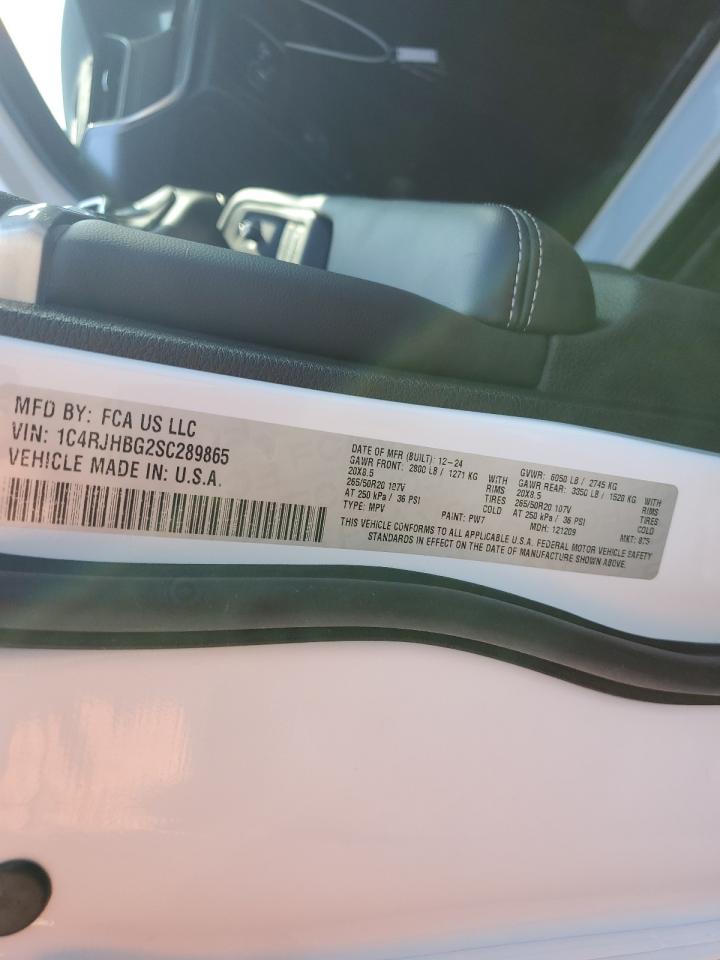 MFD BY: FCA US LLC
VIN: 1C4RJHBG2SC289865
VEHICLE MADE IN: U.S.A.
DATE OF MFR (BUILT): 12-24 GVWR: 6050 LB / 2745 KG
GAWR FRONT: 2800 LB / 1271 KG WITH GAWR REAR: 3350 LB / 1520 KG WITH
20X8.5 RIMS 20X8.5 RIMS
265/50R20 107V TIRES 265/50R20 107V TIRES
AT 250 kPa / 36 PSI COLD AT 250 kPa / 36 PSI COLD
TYPE: MPV PAINT: PW7 MDH: 121209 MKT: 875
THIS VEHICLE CONFORMS TO ALL APPLICABLE U.S.A. FEDERAL MOTOR VEHICLE SAFETY
STANDARDS IN EFFECT ON THE DATE OF MANUFACTURE SHOWN ABOVE.